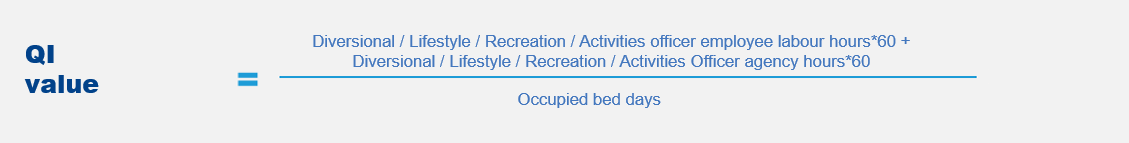 QI
value
=
Diversional / Lifestyle / Recreation / Activities officer employee labour hours*60 +
Diversional / Lifestyle / Recreation / Activities Officer agency hours*60
Occupied bed days